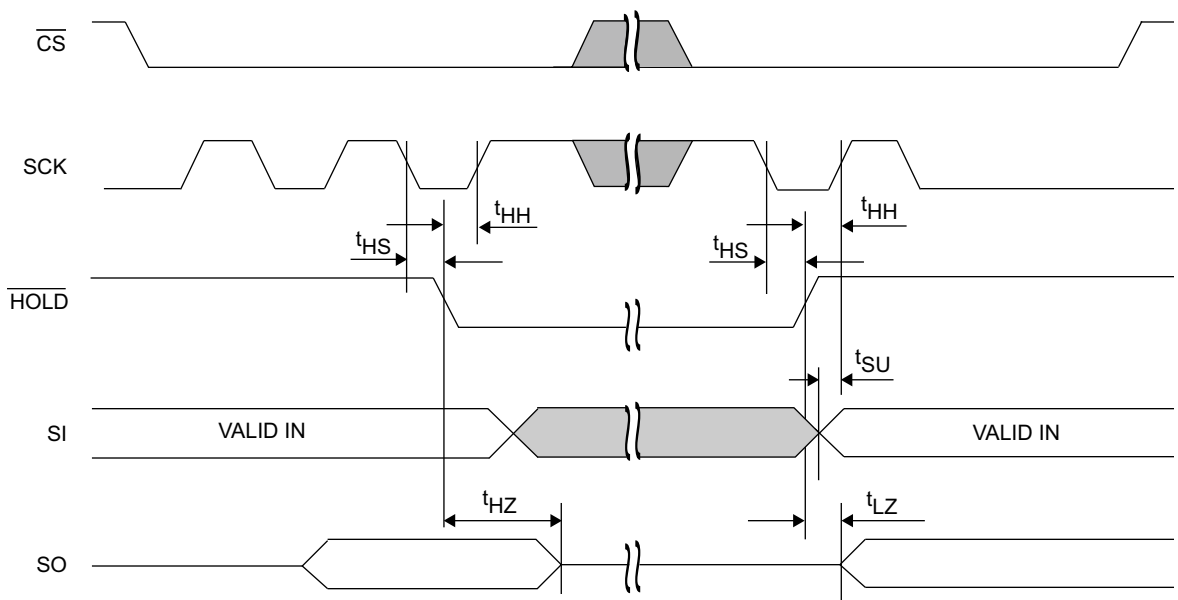 CS
SCK
tHH
tHH
tHS
tHS
HOLD
tSU
SI
VALID IN
VALID IN
tHZ
tLZ
SO